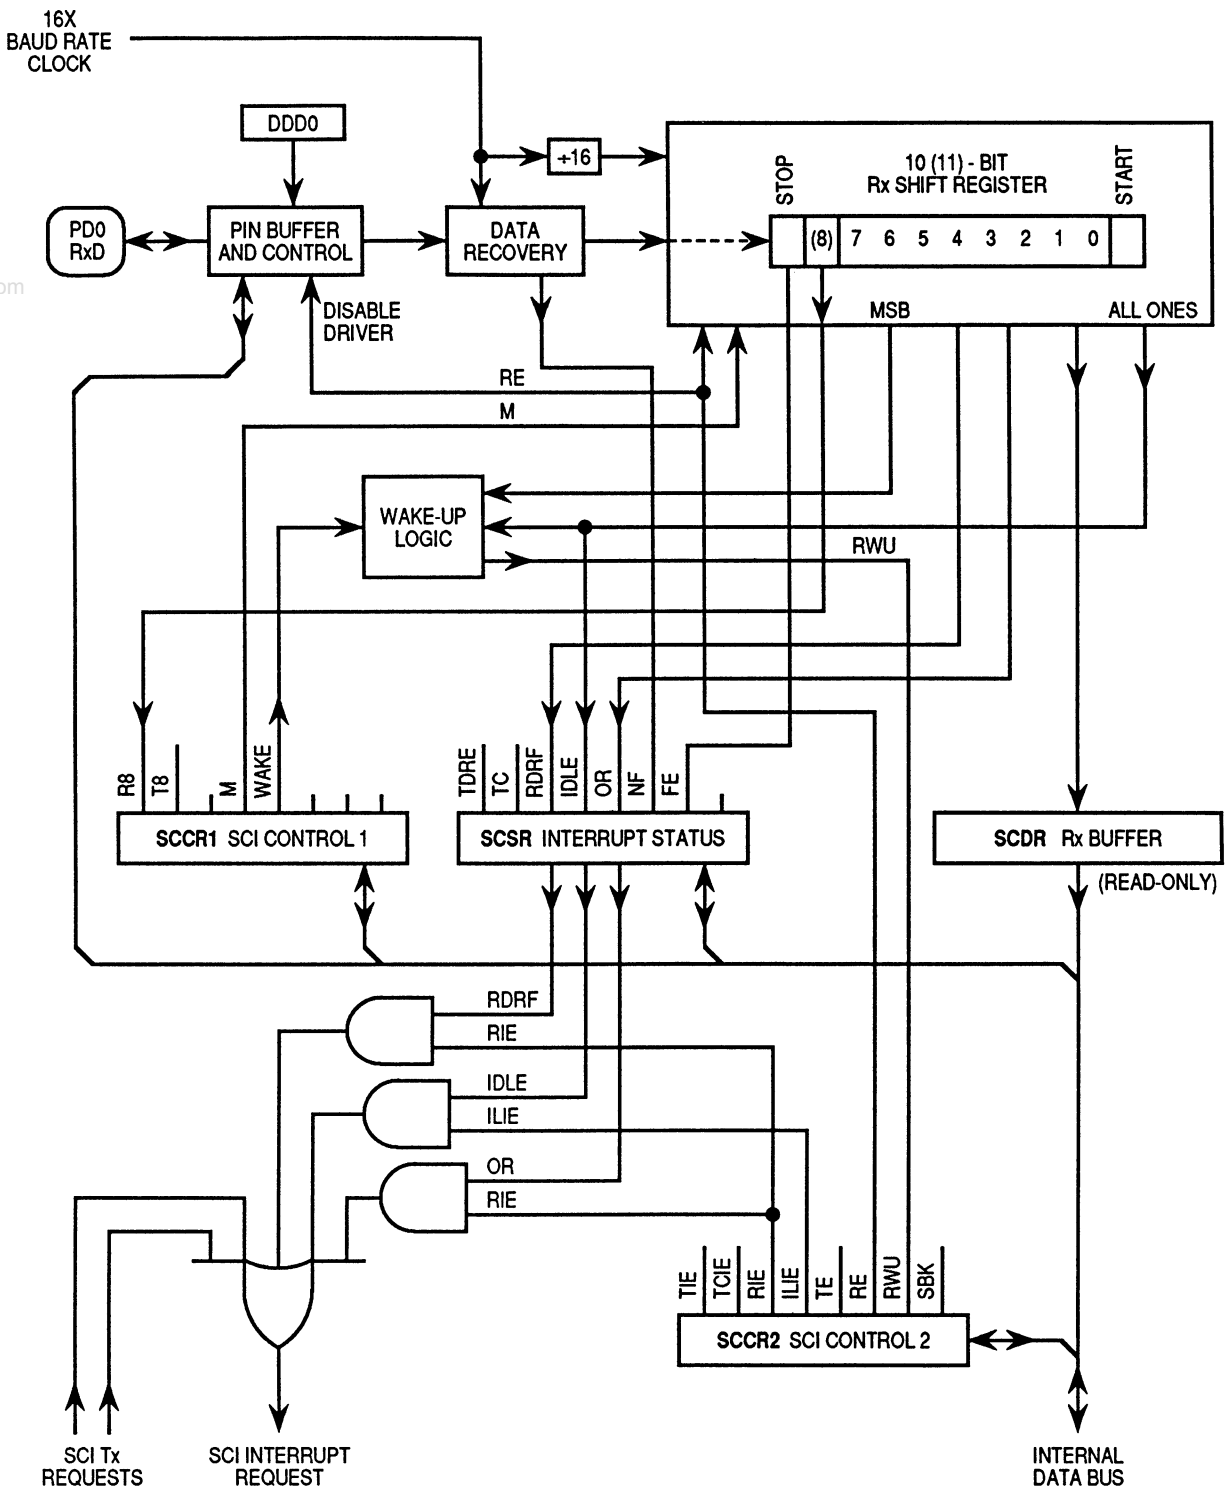 16X
BAUD RATE
CLOCK
DDD0
÷16
10 (11) - BIT
Rx SHIFT REGISTER
STOP
START
PD0
RxD
PIN BUFFER
AND CONTROL
DATA
RECOVERY
(8) 7 6 5 4 3 2 1 0
om
DISABLE
DRIVER
MSB
ALL ONES
RE
M
WAKE-UP
LOGIC
RWU
R8
T8
M
WAKE
TDRE
TC
RDRF
IDLE
OR
NF
FE
SCCR1 SCI CONTROL 1
SCSR INTERRUPT STATUS
SCDR Rx BUFFER
(READ-ONLY)
RDRF
RIE
IDLE
ILIE
OR
RIE
TIE
TCIE
RIE
ILIE
TE
RE
RWU
SBK
SCCR2 SCI CONTROL 2
SCI Tx
REQUESTS
SCI INTERRUPT
REQUEST
INTERNAL
DATA BUS